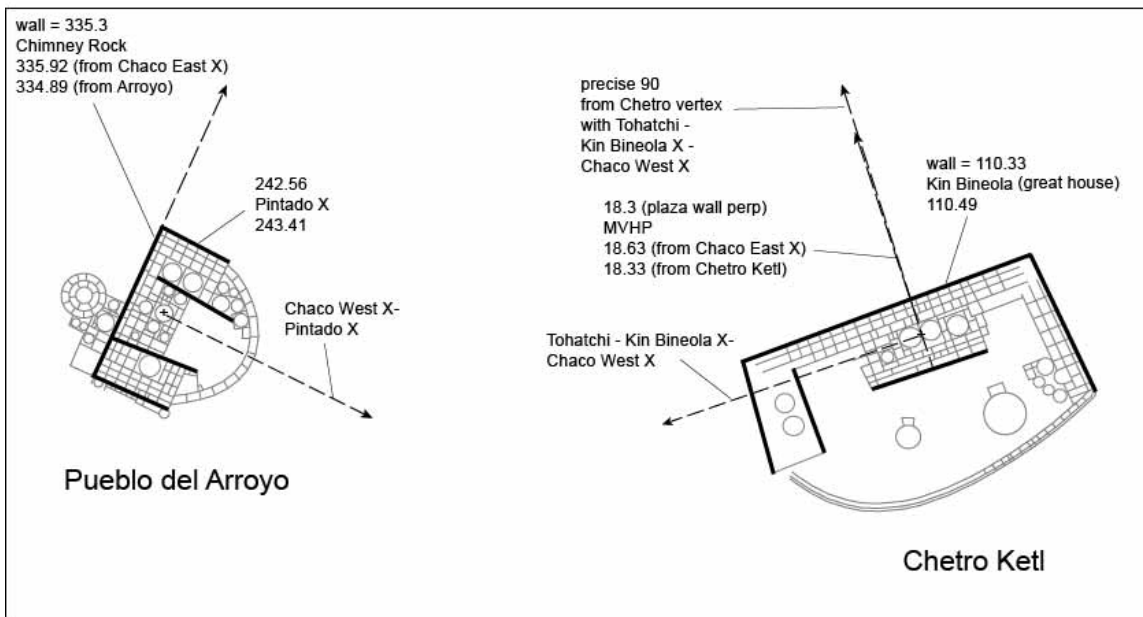 wall = 335.3
Chimney Rock
335.92 (from Chaco East X)
334.89 (from Arroyo)
242.56
Pintado X
243.41
Chaco West X-
Pintado X
Pueblo del Arroyo
precise 90
from Chetro vertex
with Tohatchi -
Kin Bineola X -
Chaco West X
18.3 (plaza wall perp)
MVHP
18.63 (from Chaco East X)
18.33 (from Chetro Ketl)
wall = 110.33
Kin Bineola (great house)
110.49
Tohatchi - Kin Bineola X-
Chaco West X
Chetro Ketl